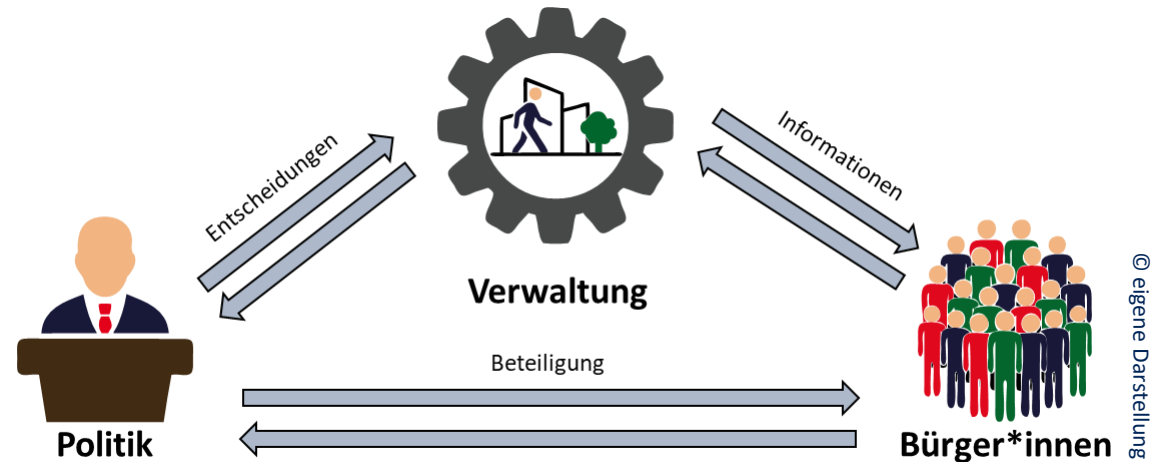 Entscheidungen
Informationen
Verwaltung
Beteiligung
Politik
Bürger*innen
© eigene Darstellung